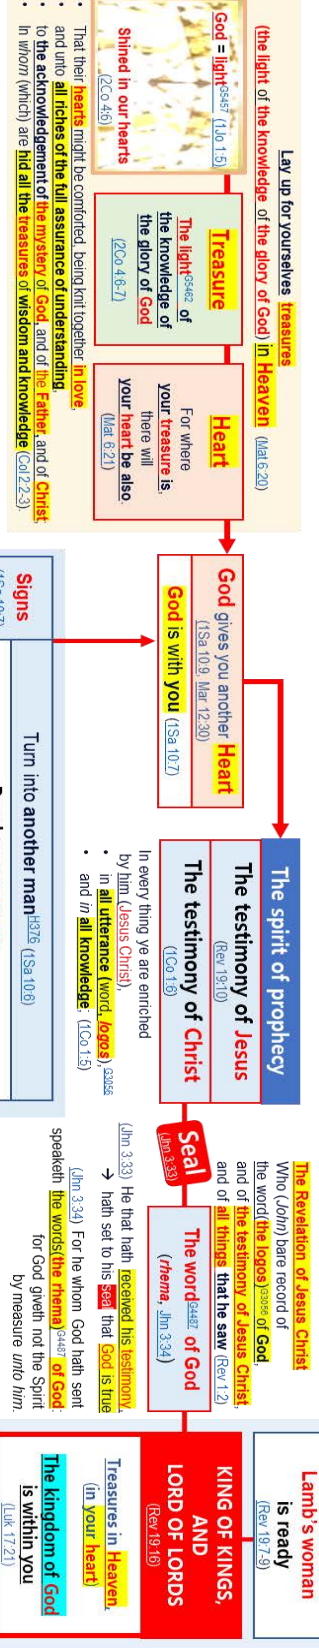 Lay up for yourselves treasures
(the light of the knowledge of the glory of God) in Heaven (Mat 6:20)
God = light G5457 (1Jo 1:5)
Shined in our hearts
(2Co 4:6)
Treasure
The light G5462 of
the knowledge of
the glory of God
(2Co 4:6-7)
Heart
For where
your treasure is,
there will
your heart be also.
(Mat 6:21)
• That their hearts might be comforted, being knit together in love,
• and unto all riches of the full assurance of understanding,
• to the acknowledgement of the mystery of God, and of the Father, and of Christ;
• In whom (which) are hid all the treasures of wisdom and knowledge (Col 2:2-3).
God gives you another Heart
(1Sa 10:9, Mar 12:30)
God is with you (1Sa 10:7)
Signs
Turn into another man H376 (1Sa 10:6)
The spirit of prophecy
The testimony of Jesus
(Rev 19:10)
The testimony of Christ
(1Co 1:6)
In every thing ye are enriched
by him (Jesus Christ),
• in all utterance (word, logos), G3056
• and in all knowledge; (1Co 1:5)
Seal
(Jhn 3:33)
The Revelation of Jesus Christ
Who (John) bare record of
the word(the logos) G3056 of God,
and of the testimony of Jesus Christ,
and of all things that he saw (Rev 1:2)
The word G4487 of God
(rhema, Jhn 3:34)
(Jhn 3:33) He that hath received his testimony
→ hath set to his seal that God is true
(Jhn 3:34) For he whom God hath sent
speaketh the words(the rhema) G4487 of God:
for God giveth not the Spirit
by measure unto him.
Lamb's woman
is ready
(Rev 19:7-9)
KING OF KINGS,
AND
LORD OF LORDS
(Rev 19:16)
Treasures in Heaven,
(in your heart)
The kingdom of God
is within you
(Luk 17:21)